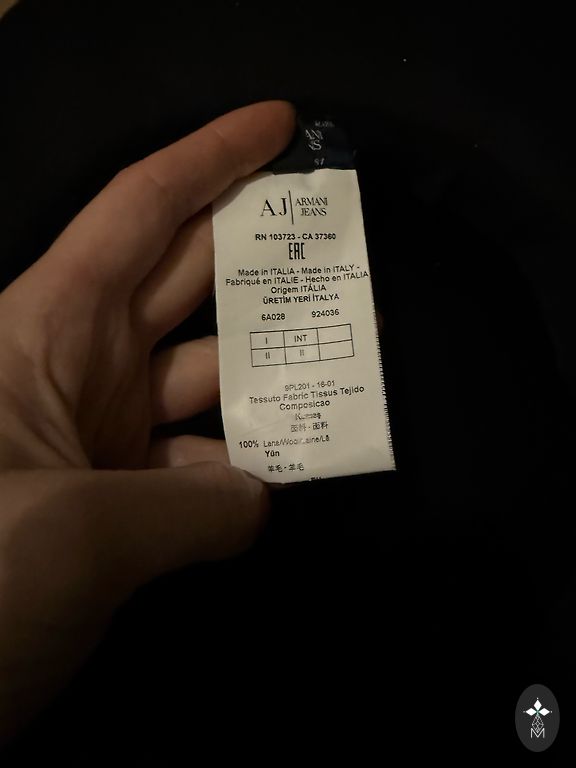 ANI
AJ ARMANI
JEANS
RN 103723 - CA 37360
EAC
Made in ITALIA - Made in ITALY -
Fabriqué en ITALIE - Hecho en ITALIA
Origem ITÁLIA
ÜRETİM YERİ İTALYA
6A028 924036
I INT
II II
9PL201 - 16-01
Tessuto Fabric Tissus Tejido
Composicao
Kumaş
面料 - 面料
100% Lana/Wool/Laine/Lã
Yün
羊毛 - 羊毛
M